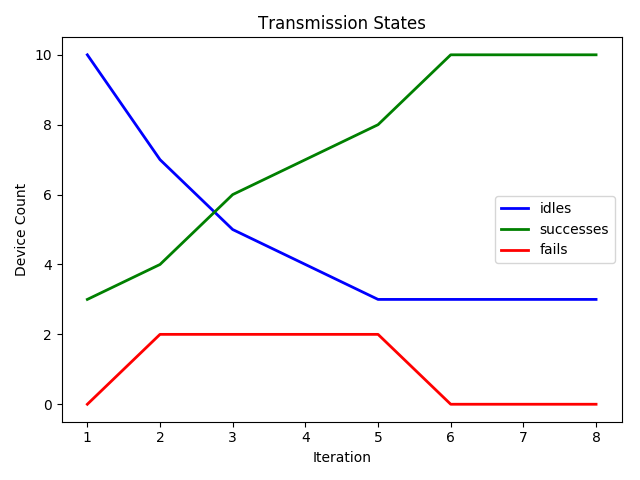 Transmission States
Device Count
10
8
6
4
2
0
idles
successes
fails
1 2 3 4 5 6 7 8
Iteration